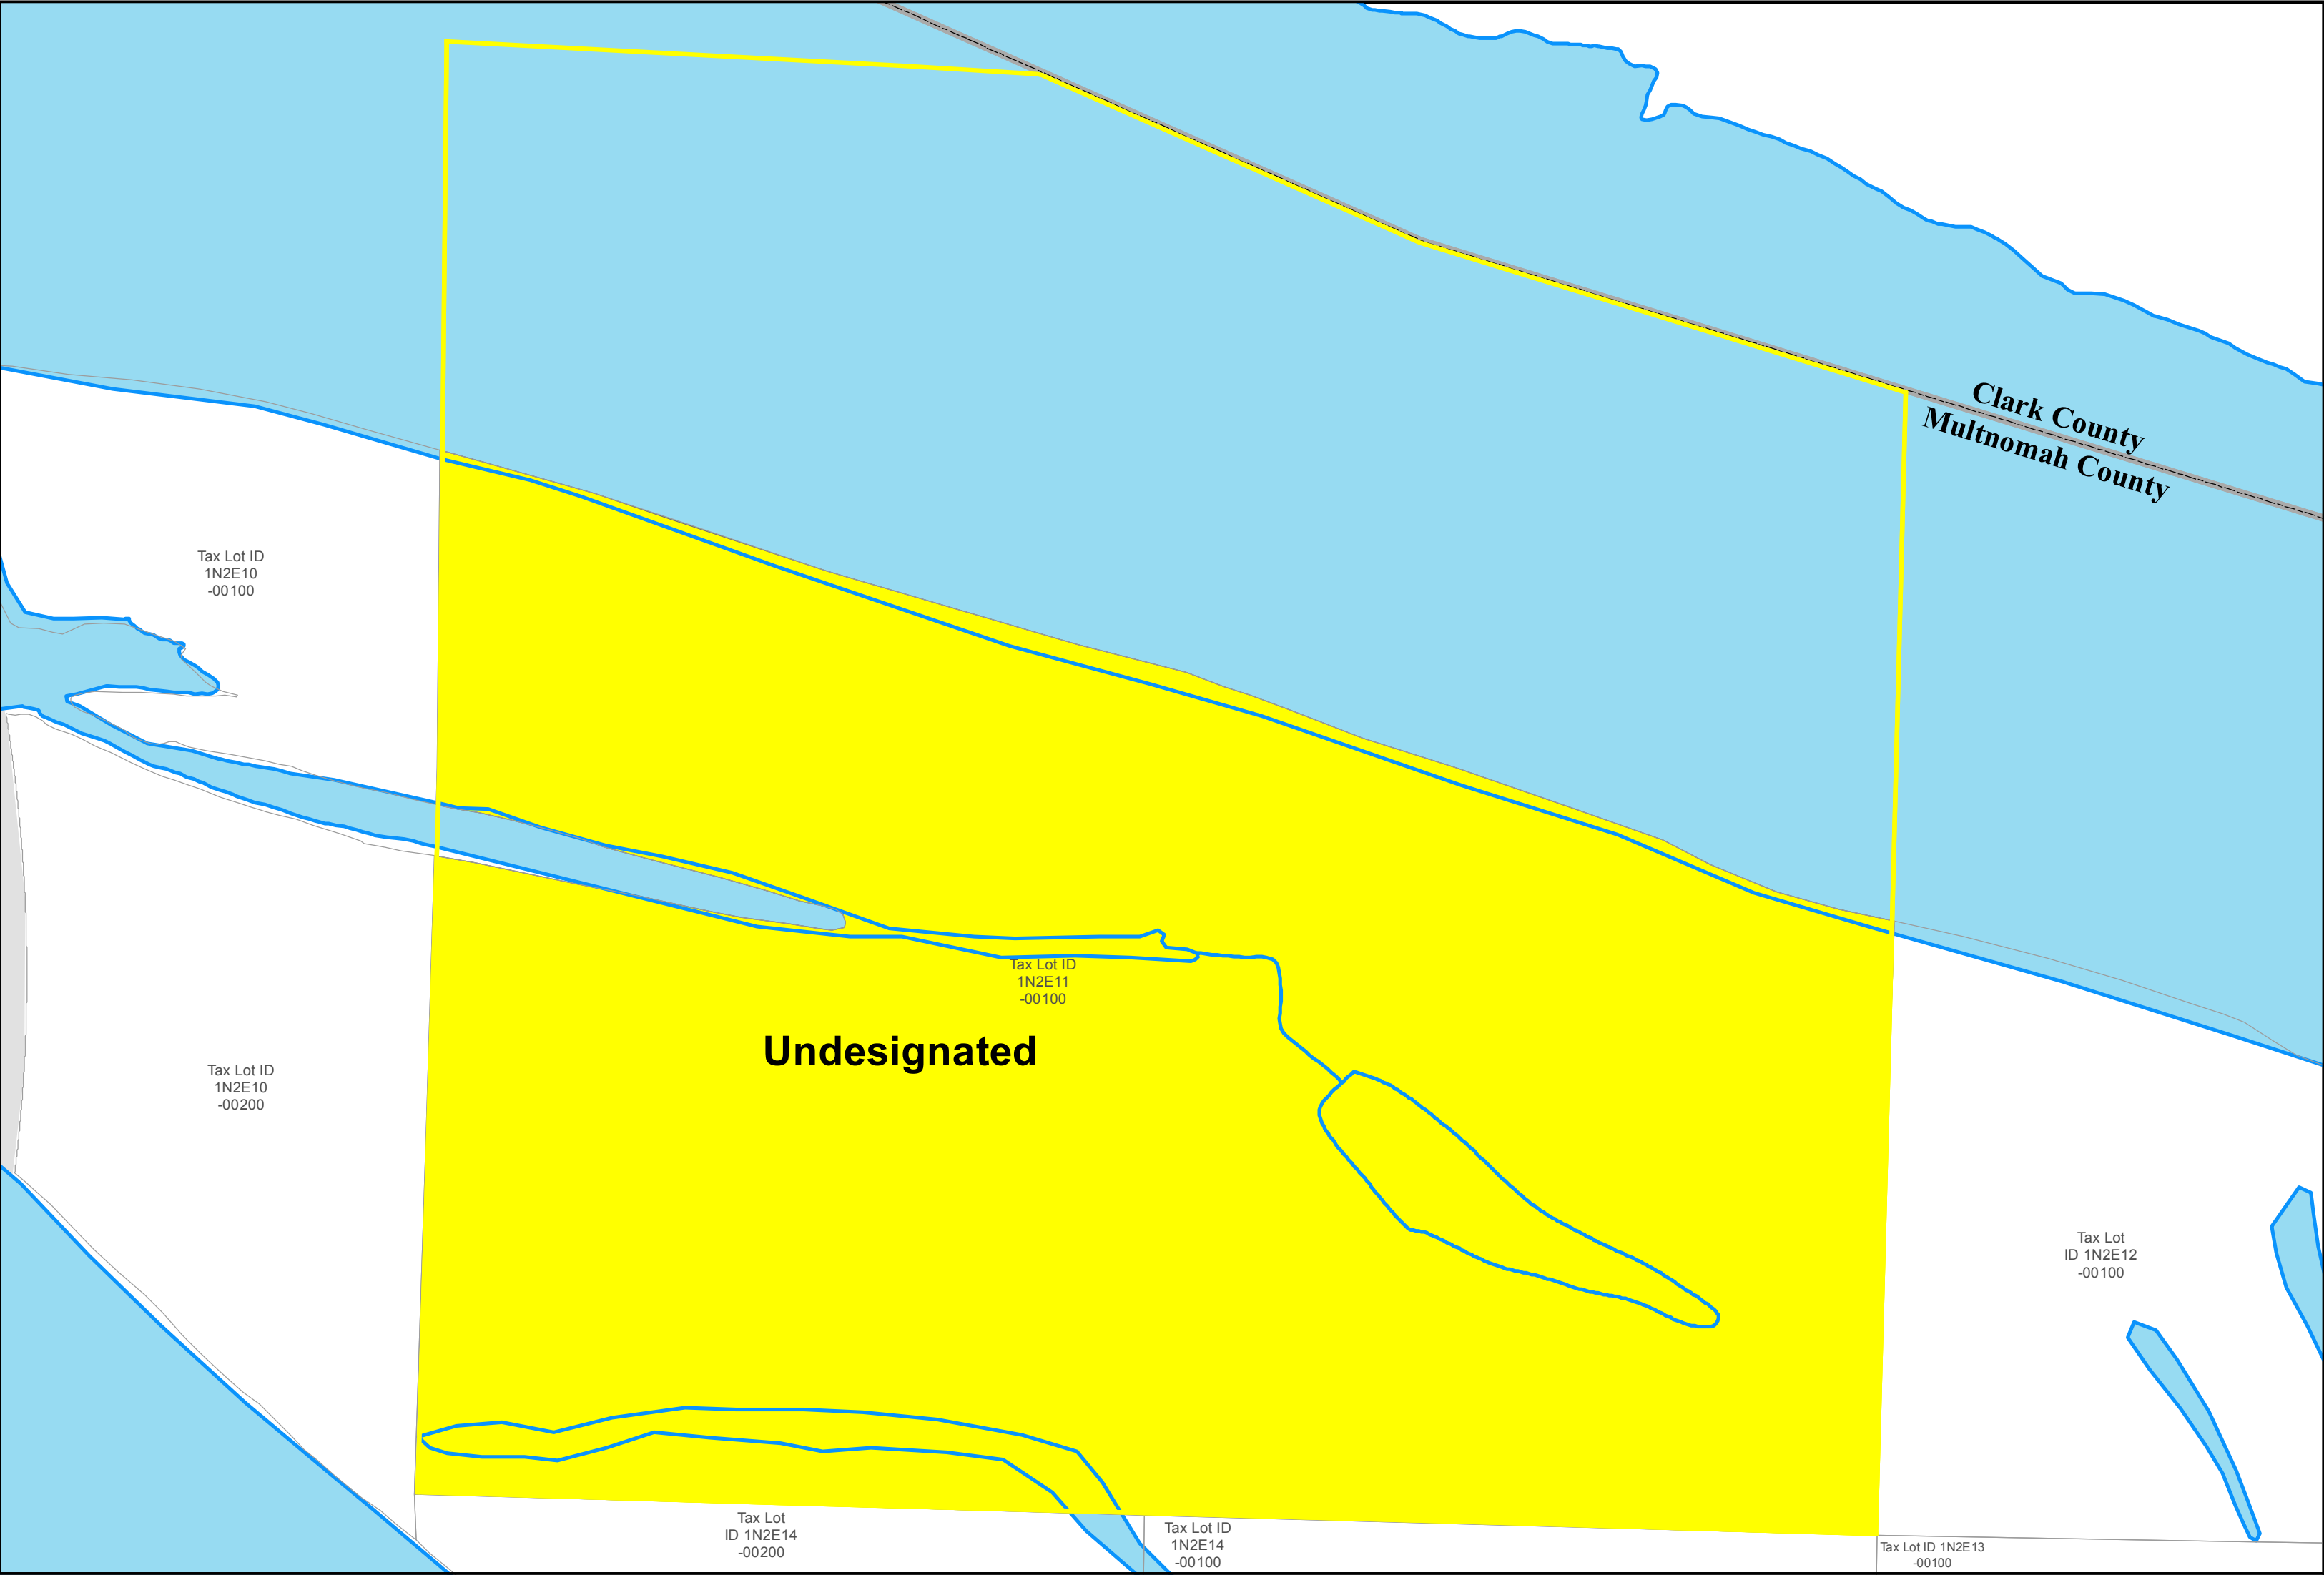 Clark County
Multnomah County
Tax Lot ID
1N2E10
-00100
Tax Lot ID
1N2E11
-00100
Undesignated
Tax Lot ID
1N2E10
-00200
Tax Lot
ID 1N2E12
-00100
Tax Lot
ID 1N2E14
-00200
Tax Lot ID
1N2E14
-00100
Tax Lot ID 1N2E13
-00100